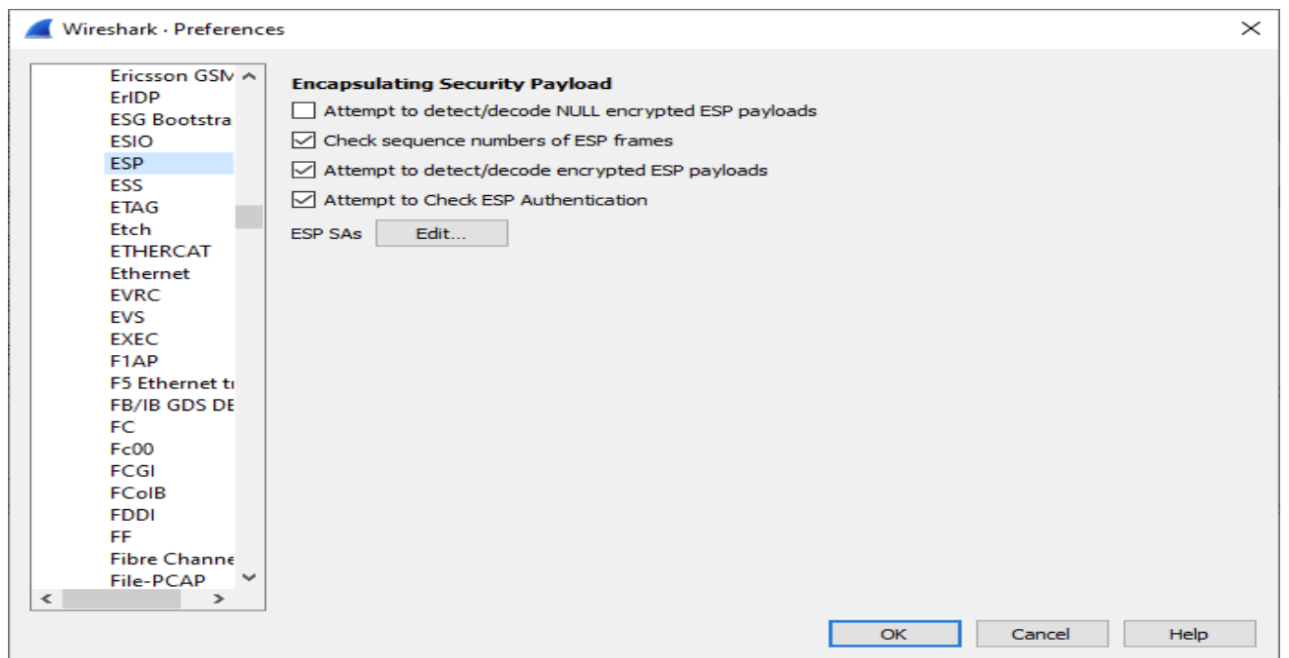 Wireshark · Preferences
Ericsson GSM
ErIDP
ESG Bootstra
ESIO
ESP
ESS
ETAG
Etch
ETHERCAT
Ethernet
EVRC
EVS
EXEC
F1AP
F5 Ethernet tr
FB/IB GDS DE
FC
Fc00
FCGI
FCoIB
FDDI
FF
Fibre Channe
File-PCAP
Encapsulating Security Payload
Attempt to detect/decode NULL encrypted ESP payloads
Check sequence numbers of ESP frames
Attempt to detect/decode encrypted ESP payloads
Attempt to Check ESP Authentication
ESP SAs Edit...
OK Cancel Help